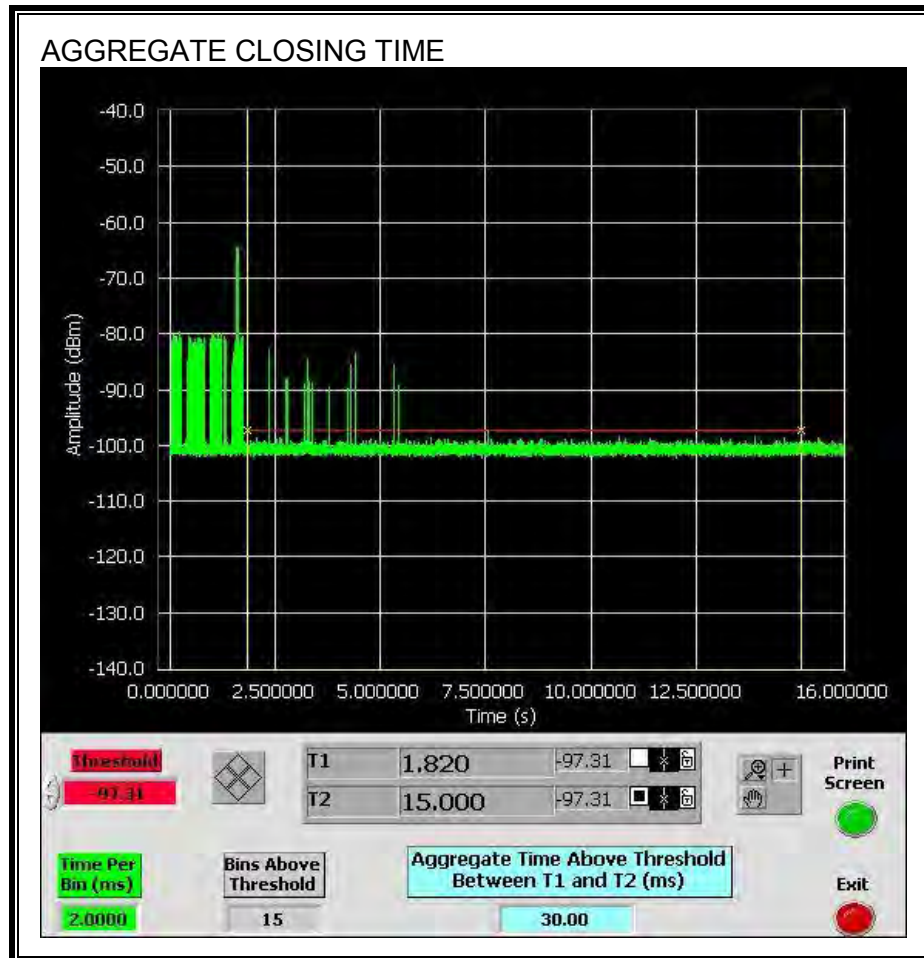 AGGREGATE CLOSING TIME
-40.0
-50.0
-60.0
-70.0
-80.0
-90.0
-100.0
-110.0
-120.0
-130.0
-140.0
Amplitude (dBm)
0.000000 2.500000 5.000000 7.500000 10.000000 12.500000 16.000000
Time (s)
Threshold
-97.31
T1 1.820 -97.31
T2 15.000 -97.31
Print
Screen
Time Per
Bin (ms)
2.0000
Bins Above
Threshold
15
Aggregate Time Above Threshold
Between T1 and T2 (ms)
30.00
Exit